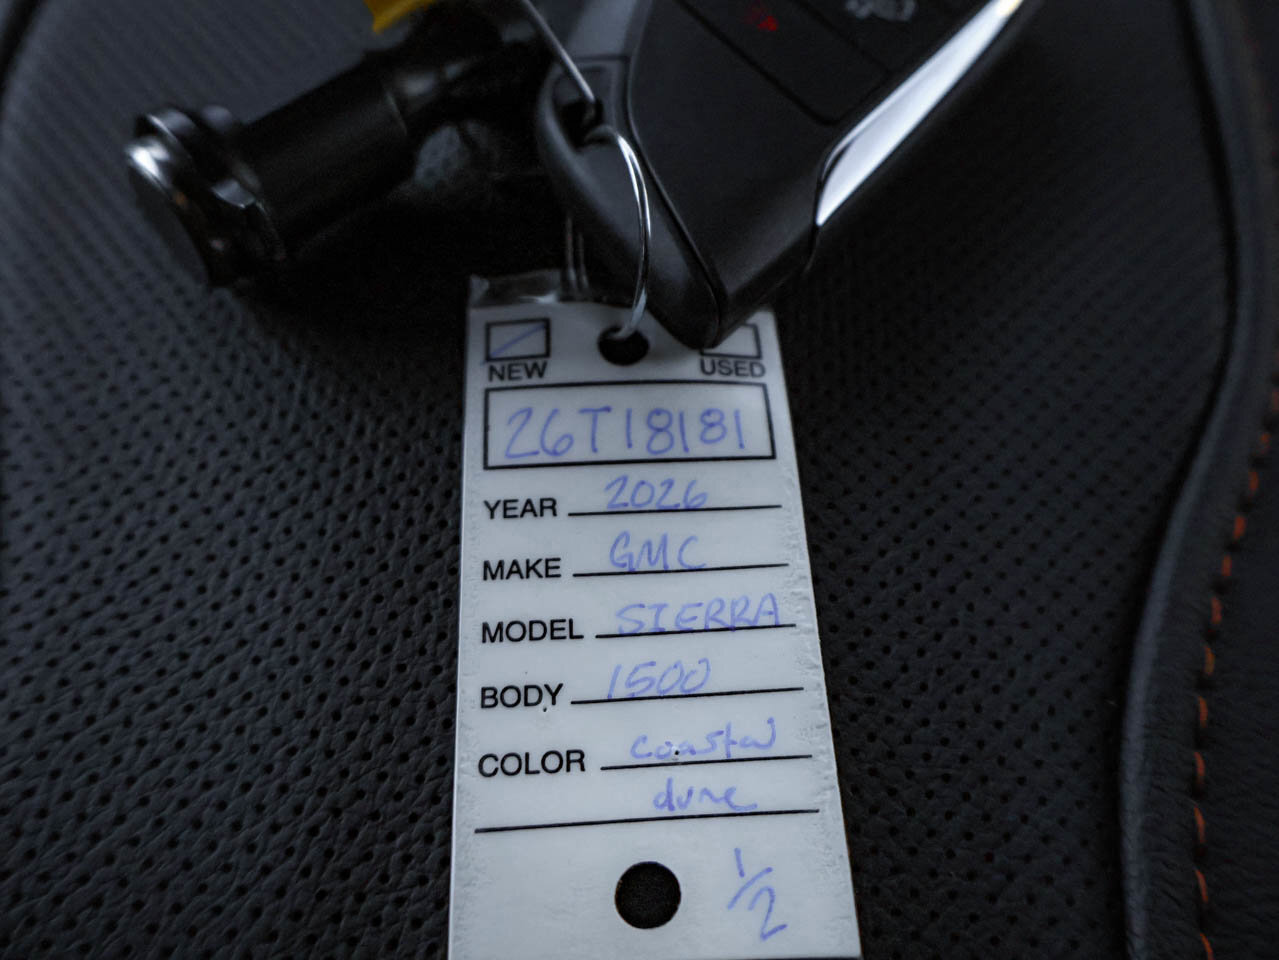 NEW USED
26T18181
YEAR 2026
MAKE GMC
MODEL SIERRA
BODY 1500
COLOR Coastal
dune
1/2